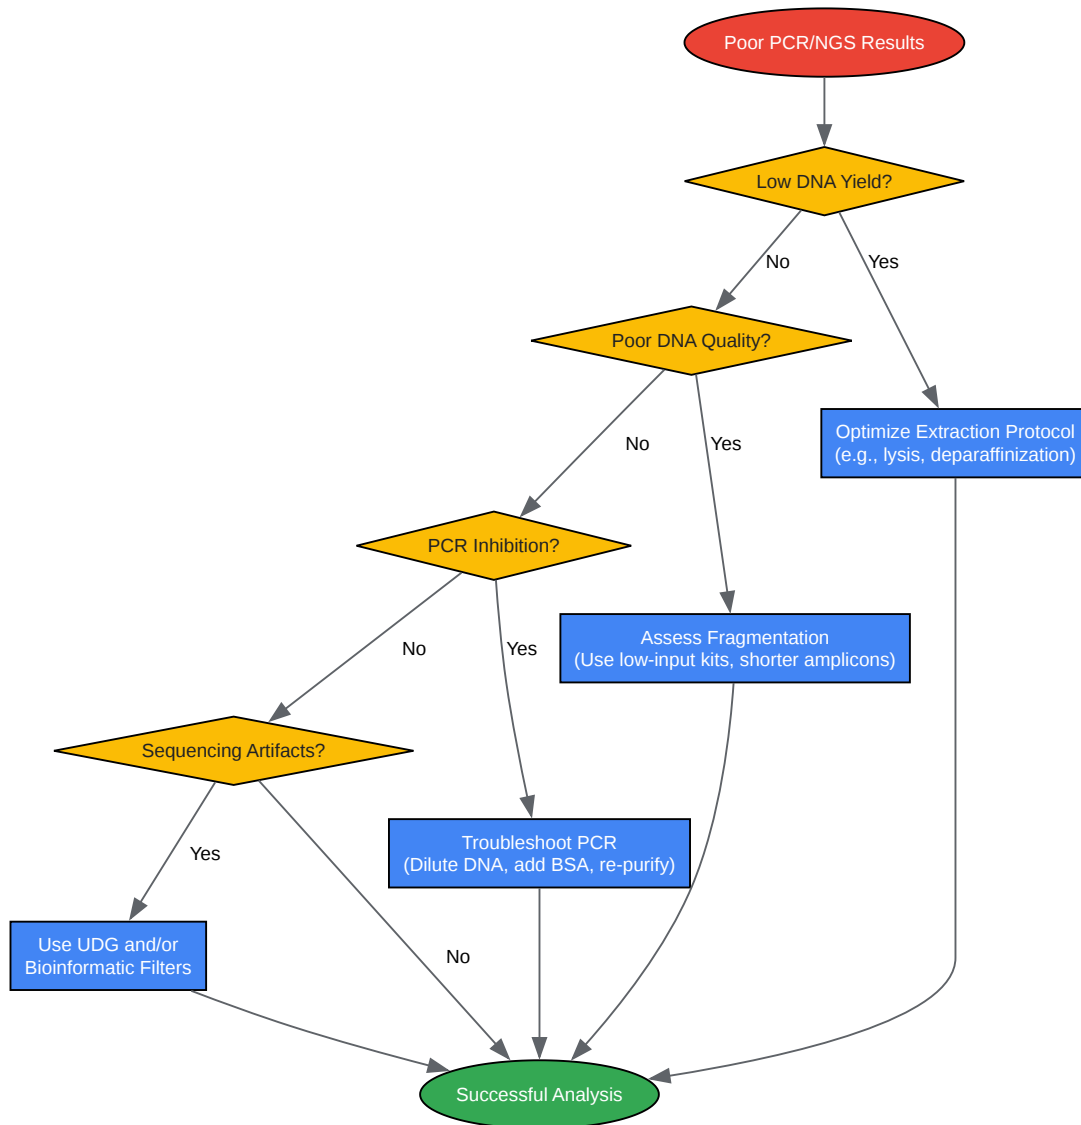 Poor PCR/NGS Results
Low DNA Yield?
No
Yes
Poor DNA Quality?
Optimize Extraction Protocol
(e.g., lysis, deparaffinization)
No
Yes
PCR Inhibition?
Assess Fragmentation
(Use low-input kits, shorter amplicons)
No
Yes
Sequencing Artifacts?
Troubleshoot PCR
(Dilute DNA, add BSA, re-purify)
Yes
No
Use UDG and/or
Bioinformatic Filters
Successful Analysis